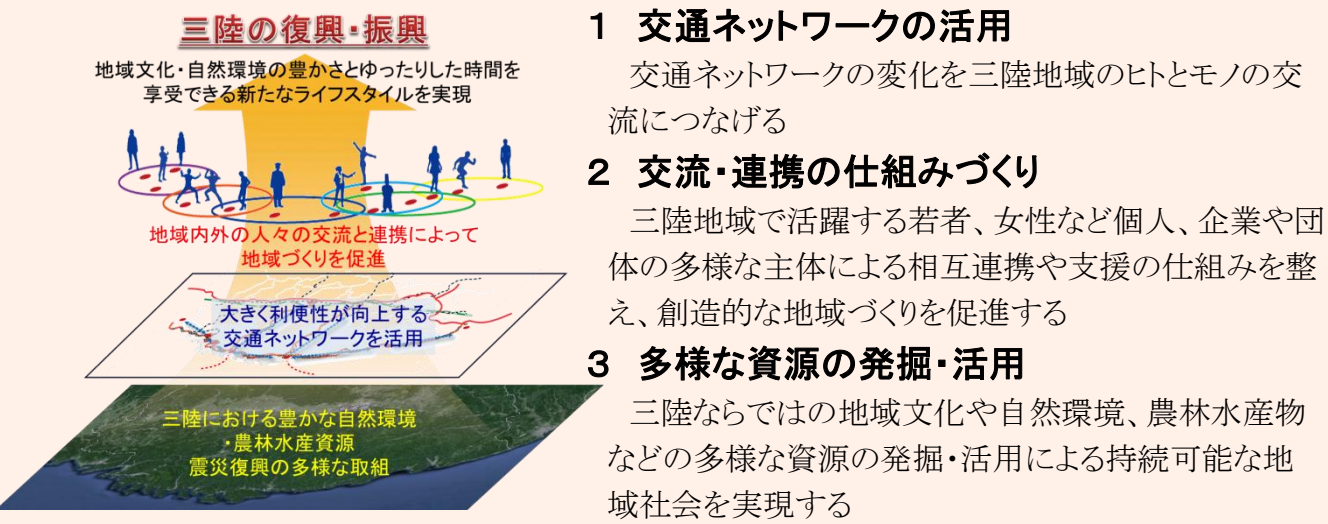 三陸の復興・振興
地域文化・自然環境の豊かさとゆったりした時間を
享受できる新たなライフスタイルを実現
地域内外の人々の交流と連携によって
地域づくりを促進
大きく利便性が向上する
交通ネットワークを活用
三陸における豊かな自然環境
・農林水産資源
震災復興の多様な取組
１　交通ネットワークの活用
交通ネットワークの変化を三陸地域のヒトとモノの交
流につなげる
２　交流・連携の仕組みづくり
三陸地域で活躍する若者、女性など個人、企業や団
体の多様な主体による相互連携や支援の仕組みを整
え、創造的な地域づくりを促進する
３　多様な資源の発掘・活用
三陸ならではの地域文化や自然環境、農林水産物
などの多様な資源の発掘・活用による持続可能な地
域社会を実現する